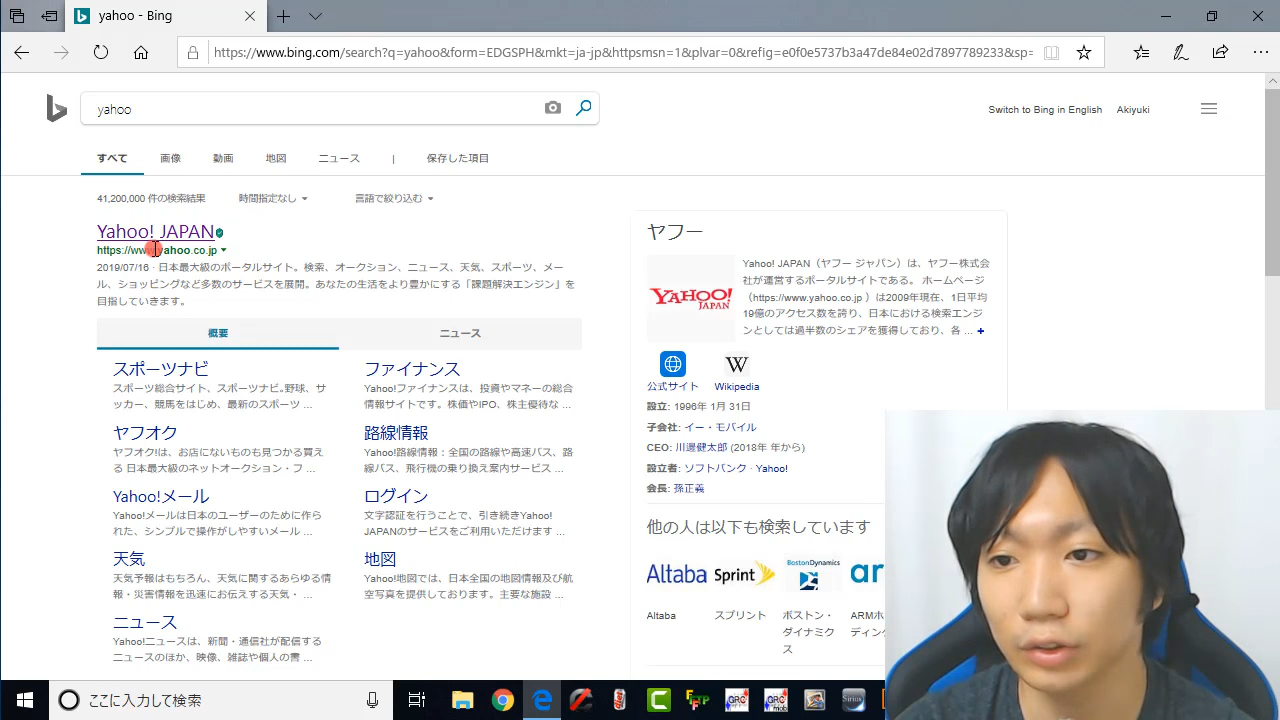 yahoo - Bing
https://www.bing.com/search?q=yahoo&form=EDGSPH&mkt=ja-jp&httpsmsn=1&plvar=0&refig=e0f0e5737b3a47de84e02d7897789233&sp=
yahoo
Switch to Bing in English Akiyuki
すべて 画像 動画 地図 ニュース | 保存した項目
41,200,000 件の検索結果 時間指定なし 言語で絞り込む
Yahoo! JAPAN
https://www.yahoo.co.jp
2019/07/16 · 日本最大級のポータルサイト。検索、オークション、ニュース、天気、スポーツ、メー
ル、ショッピングなど多数のサービスを展開。あなたの生活をより豊かにする「課題解決エンジン」を
目指していきます。
概要 ニュース
スポーツナビ
スポーツ総合サイト、スポーツナビ。野球、サ
ッカー、競馬をはじめ、最新のスポーツ ...
ファイナンス
Yahoo!ファイナンスは、投資やマネーの総合
情報サイトです。株価やIPO、株主優待な ...
ヤフオク
ヤフオク!は、お店にないものも見つかる買え
る 日本最大級のネットオークション・フ ...
路線情報
Yahoo!路線情報：全国の路線や高速バス、路
線バス、飛行機の乗り換え案内サービス ...
Yahoo!メール
Yahoo!メールは日本のユーザーのために作ら
れた、シンプルで操作がしやすいメール ...
ログイン
文字認証を行うことで、引き続きYahoo!
JAPANのサービスをご利用いただけます ...
天気
天気予報はもちろん、天気に関するあらゆる情
報・災害情報を迅速にお伝えする天気・ ...
地図
Yahoo!地図では、日本全国の地図情報及び航
空写真を提供しております。主要な施設 ...
ニュース
Yahoo!ニュースは、新聞・通信社が配信する
ニュースのほか、映像、雑誌や個人の書 ...
ヤフー
YAHOO!
JAPAN
Yahoo! JAPAN（ヤフー ジャパン）は、ヤフー株式会
社が運営するポータルサイトである。 ホームページ
（https://www.yahoo.co.jp ）は2009年現在、1日平均
19億のアクセス数を誇り、日本における検索エンジ
ンとしては過半数のシェアを獲得しており、各 ... +
W
公式サイト Wikipedia
設立: 1996年 1月 31日
子会社: イー・モバイル
CEO: 川邊健太郎 (2018年 年から)
設立者: ソフトバンク · Yahoo!
会長: 孫正義
他の人は以下も検索しています
Altaba Sprint BostonDynamics ar
Altaba スプリント ボストン・ ARMホ
ダイナミク ディン
ス
ここに入力して検索
FFFTP GRC GRC mob Sirius